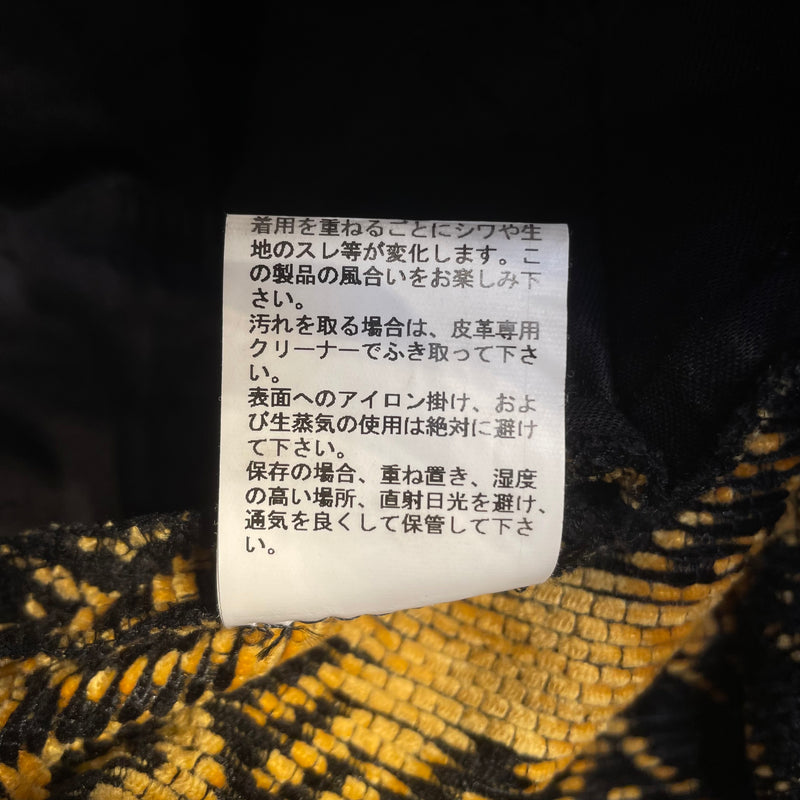 着用を重ねるごとにシワや生
地のスレ等が変化します。こ
の製品の風合いをお楽しみ下
さい。
汚れを取る場合は、皮革専用
クリーナーでふき取って下さ
い。
表面へのアイロン掛け、およ
び生蒸気の使用は絶対に避け
て下さい。
保存の場合、重ね置き、湿度
の高い場所、直射日光を避け、
通気を良くして保管して下さ
い。